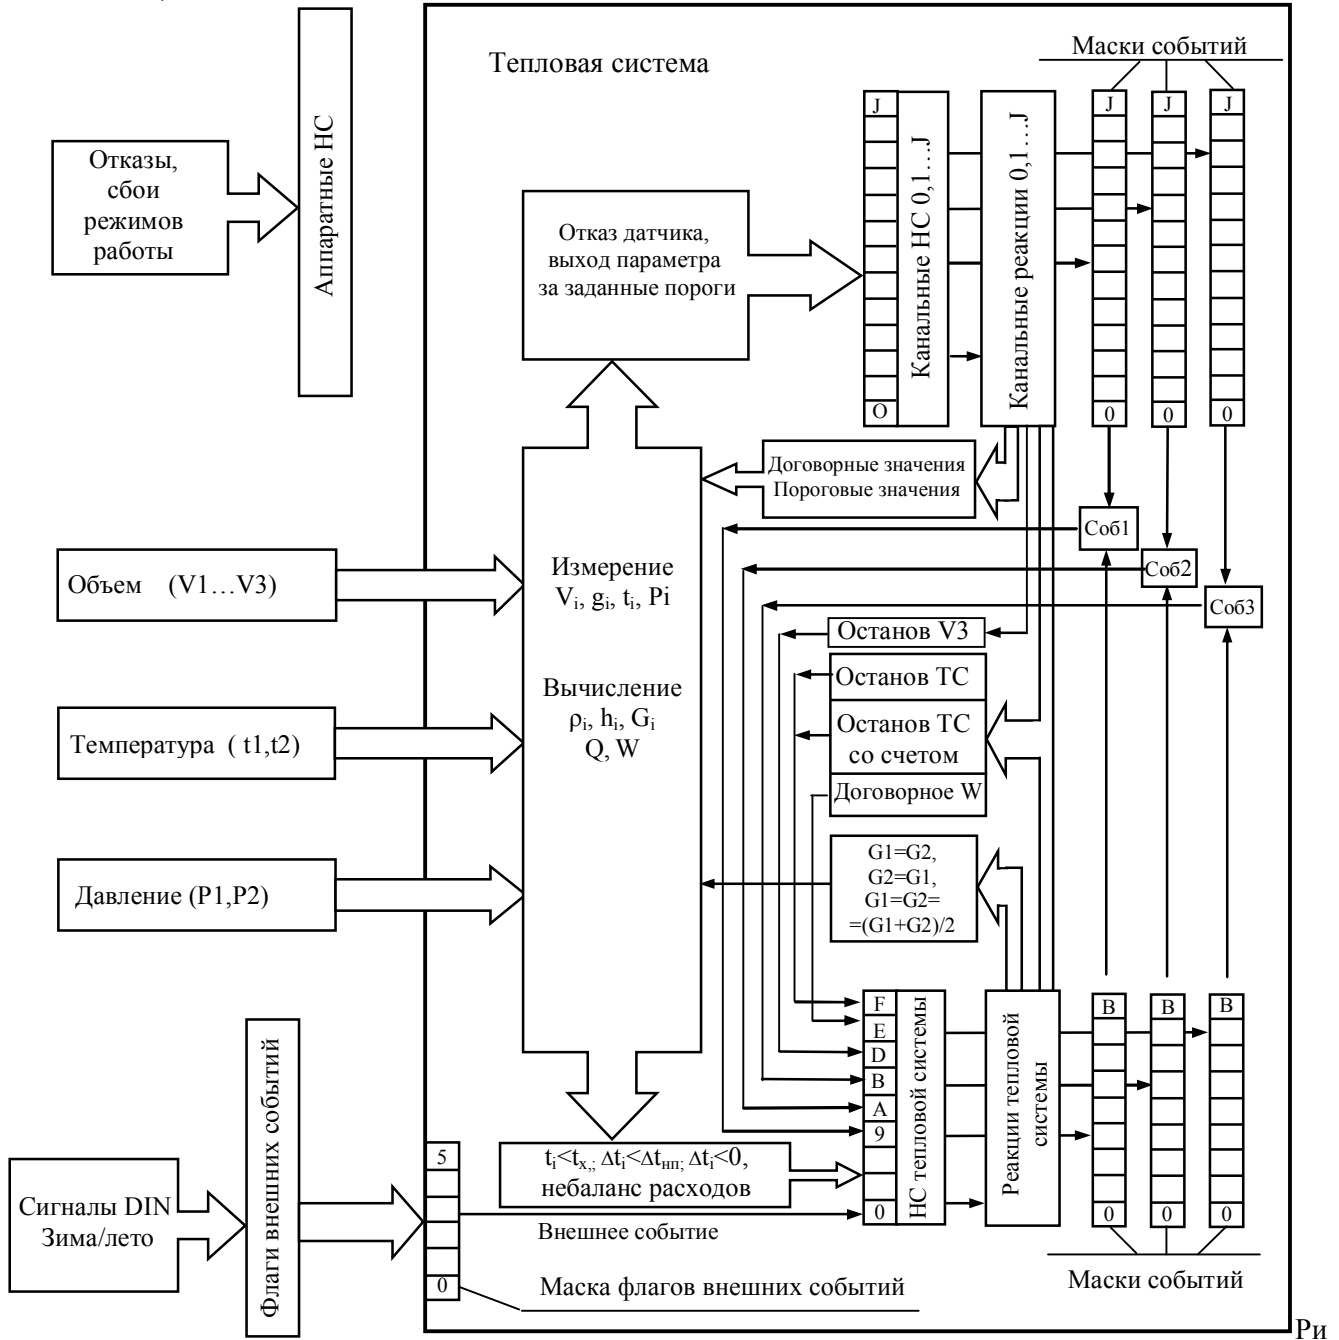 Тепловая система
Маски событий
Отказы,
сбои
режимов
работы
Аппаратные НС
Отказ датчика,
выход параметра
за заданные пороги
J
O
Канальные НС 0,1…J
Канальные реакции 0,1…J
J
J
J
0
0
0
Договорные значения
Пороговые значения
Соб1
Соб2
Соб3
Объем (V1…V3)
Измерение
Vi, gi, ti, Pi
Останов V3
Останов ТС
Останов ТС
со счетом
Договорное W
Температура ( t1,t2)
Вычисление
ρi, hi, Gi
Q, W
Давление (P1,P2)
G1=G2,
G2=G1,
G1=G2=
=(G1+G2)/2
F
E
D
B
A
9
0
НС тепловой системы
Реакции тепловой
системы
B
B
B
0
0
0
ti<tх,; Δti<Δtнп; Δti<0,
небаланс расходов
Сигналы DIN
Зима/лето
Флаги внешних событий
5
0
Внешнее событие
Маска флагов внешних событий
Маски событий
Ри